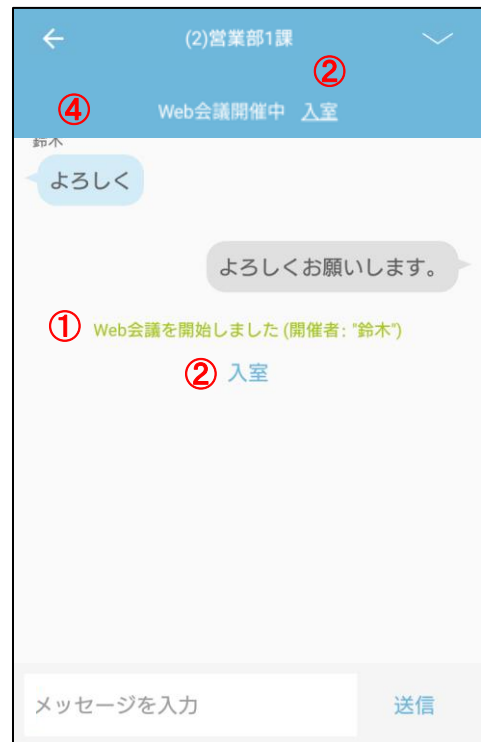 (2)営業部1課
②
④ Web会議開催中 入室
鈴木
よろしく
よろしくお願いします。
① Web会議を開始しました (開催者: "鈴木")
② 入室
メッセージを入力 送信